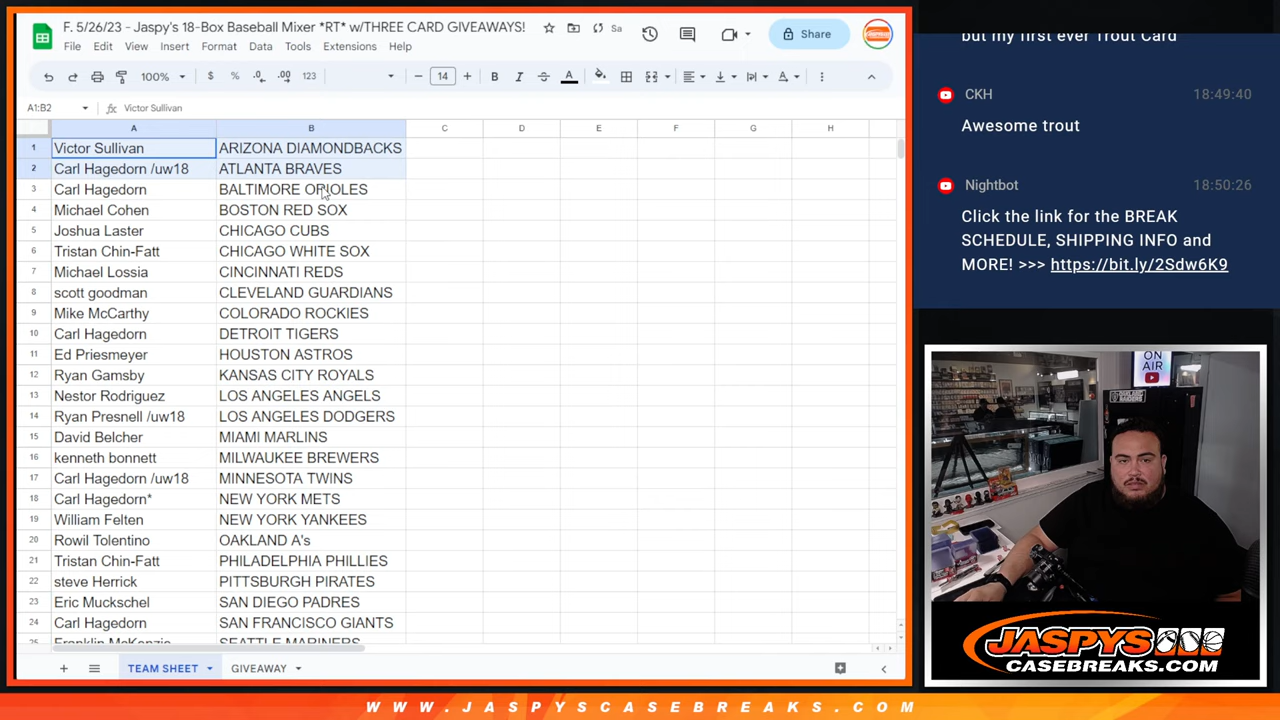 F. 5/26/23 - Jaspy's 18-Box Baseball Mixer *RT* w/THREE CARD GIVEAWAYS!
Sa
Share
File Edit View Insert Format Data Tools Extensions Help
100% $ % .0 .00 123 - 14 + B I A
A1:B2 fx Victor Sullivan
A B C D E F G H
1 Victor Sullivan ARIZONA DIAMONDBACKS
2 Carl Hagedorn /uw18 ATLANTA BRAVES
3 Carl Hagedorn BALTIMORE ORIOLES
4 Michael Cohen BOSTON RED SOX
5 Joshua Laster CHICAGO CUBS
6 Tristan Chin-Fatt CHICAGO WHITE SOX
7 Michael Lossia CINCINNATI REDS
8 scott goodman CLEVELAND GUARDIANS
9 Mike McCarthy COLORADO ROCKIES
10 Carl Hagedorn DETROIT TIGERS
11 Ed Priesmeyer HOUSTON ASTROS
12 Ryan Gamsby KANSAS CITY ROYALS
13 Nestor Rodriguez LOS ANGELES ANGELS
14 Ryan Presnell /uw18 LOS ANGELES DODGERS
15 David Belcher MIAMI MARLINS
16 kenneth bonnett MILWAUKEE BREWERS
17 Carl Hagedorn /uw18 MINNESOTA TWINS
18 Carl Hagedorn* NEW YORK METS
19 William Felten NEW YORK YANKEES
20 Rowil Tolentino OAKLAND A's
21 Tristan Chin-Fatt PHILADELPHIA PHILLIES
22 steve Herrick PITTSBURGH PIRATES
23 Eric Muckschel SAN DIEGO PADRES
24 Carl Hagedorn SAN FRANCISCO GIANTS
25 Franklin McKenzie SEATTLE MARINERS
TEAM SHEET GIVEAWAY
but my first ever Trout Card
CKH 18:49:40
Awesome trout
Nightbot 18:50:26
Click the link for the BREAK
SCHEDULE, SHIPPING INFO and
MORE! >>> https://bit.ly/2Sdw6K9
ON
AIR
JASPYS
CASEBREAKS.COM
WWW.JASPYSCASEBREAKS.COM